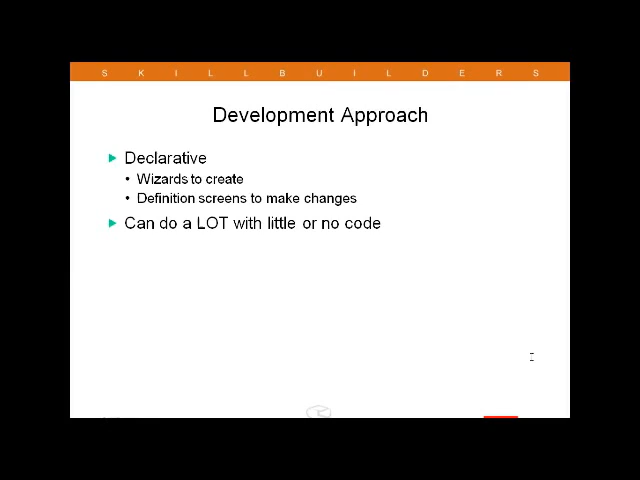 SKILLBUILDERS
Development Approach
Declarative
• Wizards to create
• Definition screens to make changes
Can do a LOT with little or no code